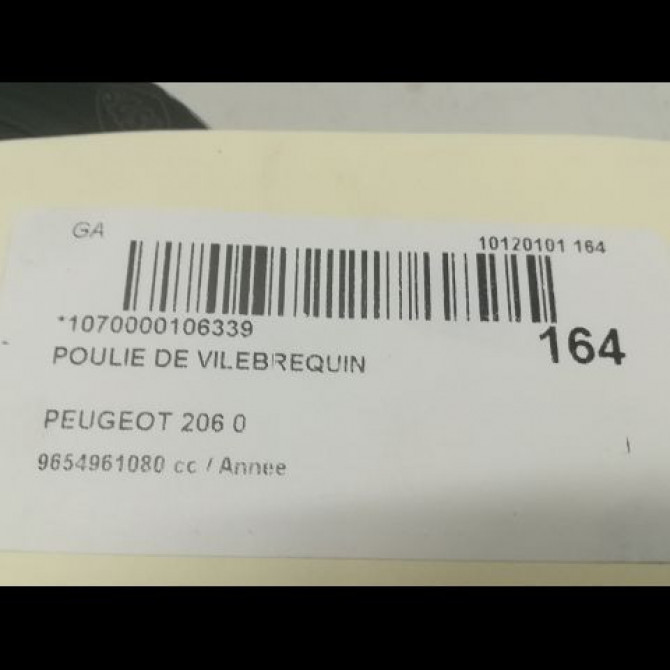 GA
10120101 164
*1070000106339
164
POULIE DE VILEBREQUIN
PEUGEOT 206 0
9654961080 cc / Annee